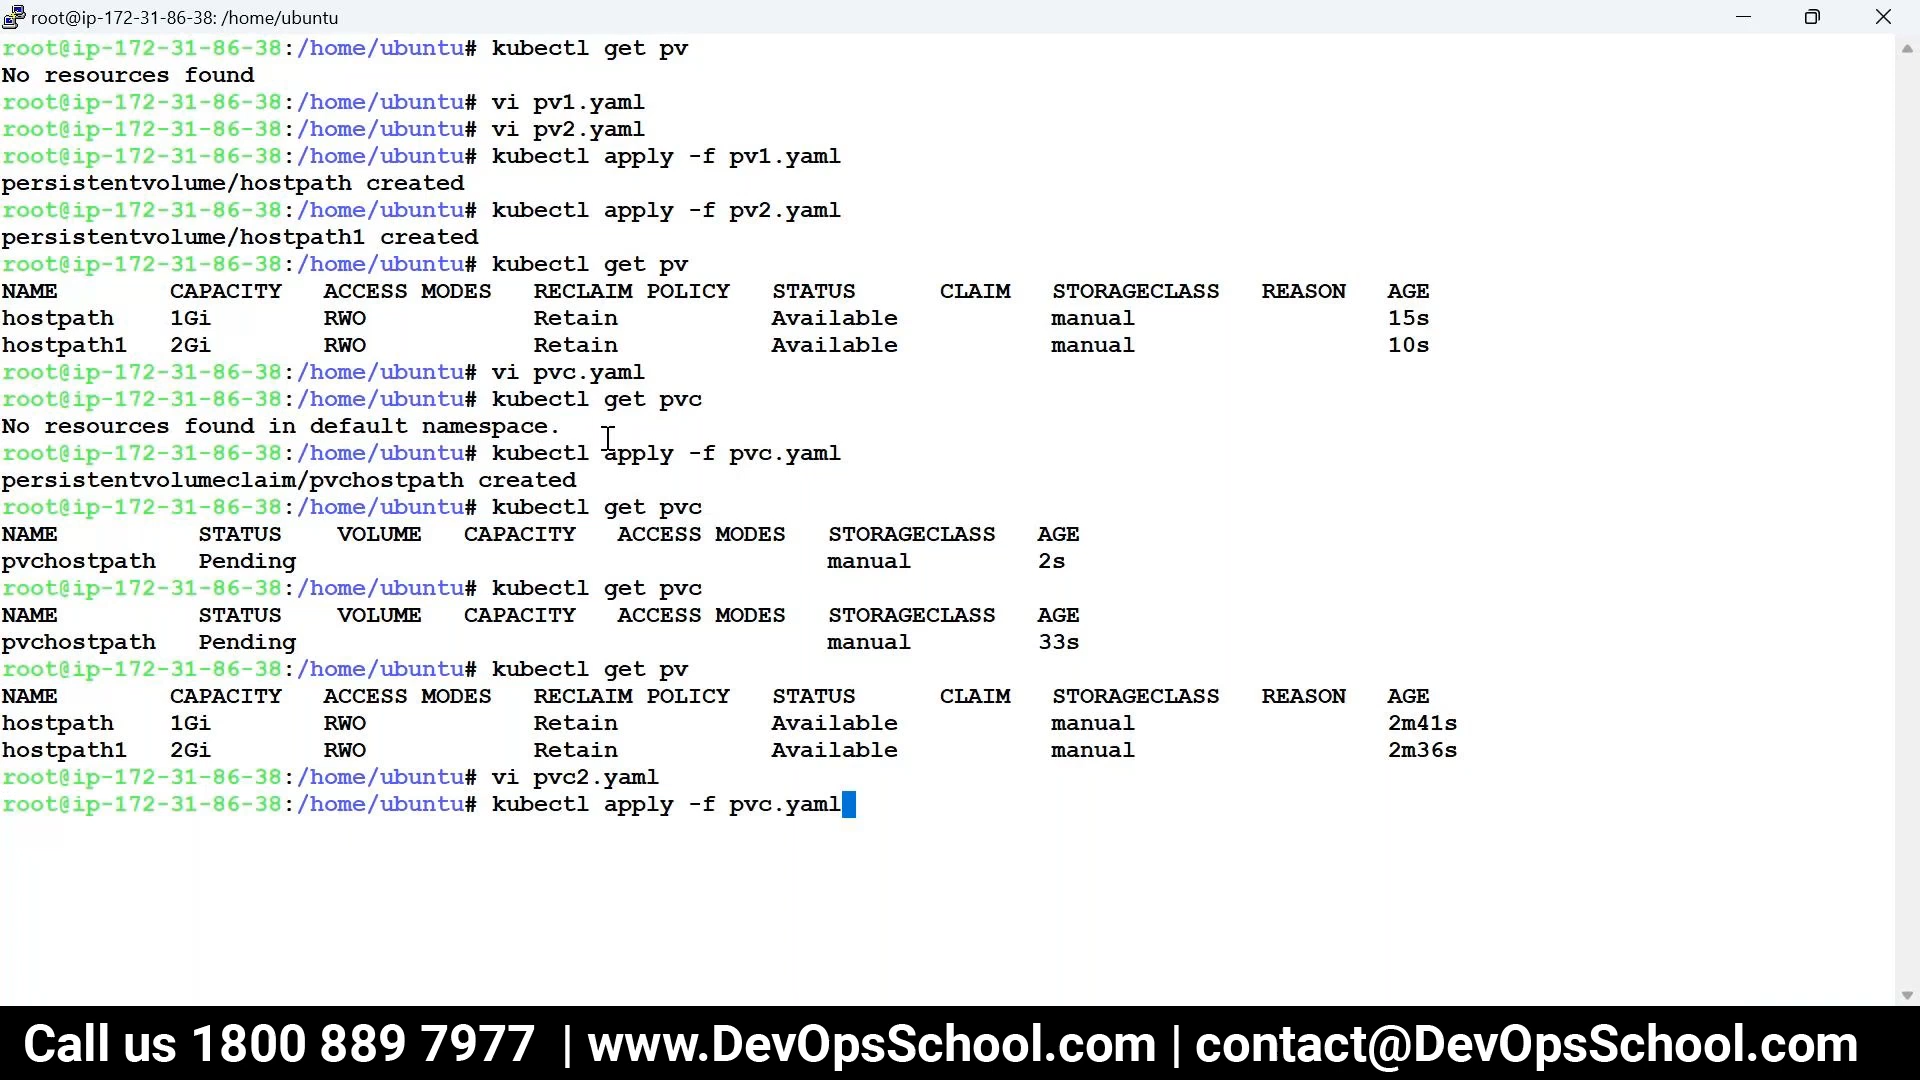 root@ip-172-31-86-38: /home/ubuntu
root@ip-172-31-86-38:/home/ubuntu# kubectl get pv
No resources found
root@ip-172-31-86-38:/home/ubuntu# vi pv1.yaml
root@ip-172-31-86-38:/home/ubuntu# vi pv2.yaml
root@ip-172-31-86-38:/home/ubuntu# kubectl apply -f pv1.yaml
persistentvolume/hostpath created
root@ip-172-31-86-38:/home/ubuntu# kubectl apply -f pv2.yaml
persistentvolume/hostpath1 created
root@ip-172-31-86-38:/home/ubuntu# kubectl get pv
NAME        CAPACITY   ACCESS MODES   RECLAIM POLICY   STATUS      CLAIM   STORAGECLASS   REASON   AGE
hostpath    1Gi        RWO            Retain           Available           manual                  15s
hostpath1   2Gi        RWO            Retain           Available           manual                  10s
root@ip-172-31-86-38:/home/ubuntu# vi pvc.yaml
root@ip-172-31-86-38:/home/ubuntu# kubectl get pvc
No resources found in default namespace.
root@ip-172-31-86-38:/home/ubuntu# kubectl apply -f pvc.yaml
persistentvolumeclaim/pvchostpath created
root@ip-172-31-86-38:/home/ubuntu# kubectl get pvc
NAME          STATUS    VOLUME   CAPACITY   ACCESS MODES   STORAGECLASS   AGE
pvchostpath   Pending                                      manual         2s
root@ip-172-31-86-38:/home/ubuntu# kubectl get pvc
NAME          STATUS    VOLUME   CAPACITY   ACCESS MODES   STORAGECLASS   AGE
pvchostpath   Pending                                      manual         33s
root@ip-172-31-86-38:/home/ubuntu# kubectl get pv
NAME        CAPACITY   ACCESS MODES   RECLAIM POLICY   STATUS      CLAIM   STORAGECLASS   REASON   AGE
hostpath    1Gi        RWO            Retain           Available           manual                  2m41s
hostpath1   2Gi        RWO            Retain           Available           manual                  2m36s
root@ip-172-31-86-38:/home/ubuntu# vi pvc2.yaml
root@ip-172-31-86-38:/home/ubuntu# kubectl apply -f pvc.yaml
Call us 1800 889 7977 | www.DevOpsSchool.com | contact@DevOpsSchool.com